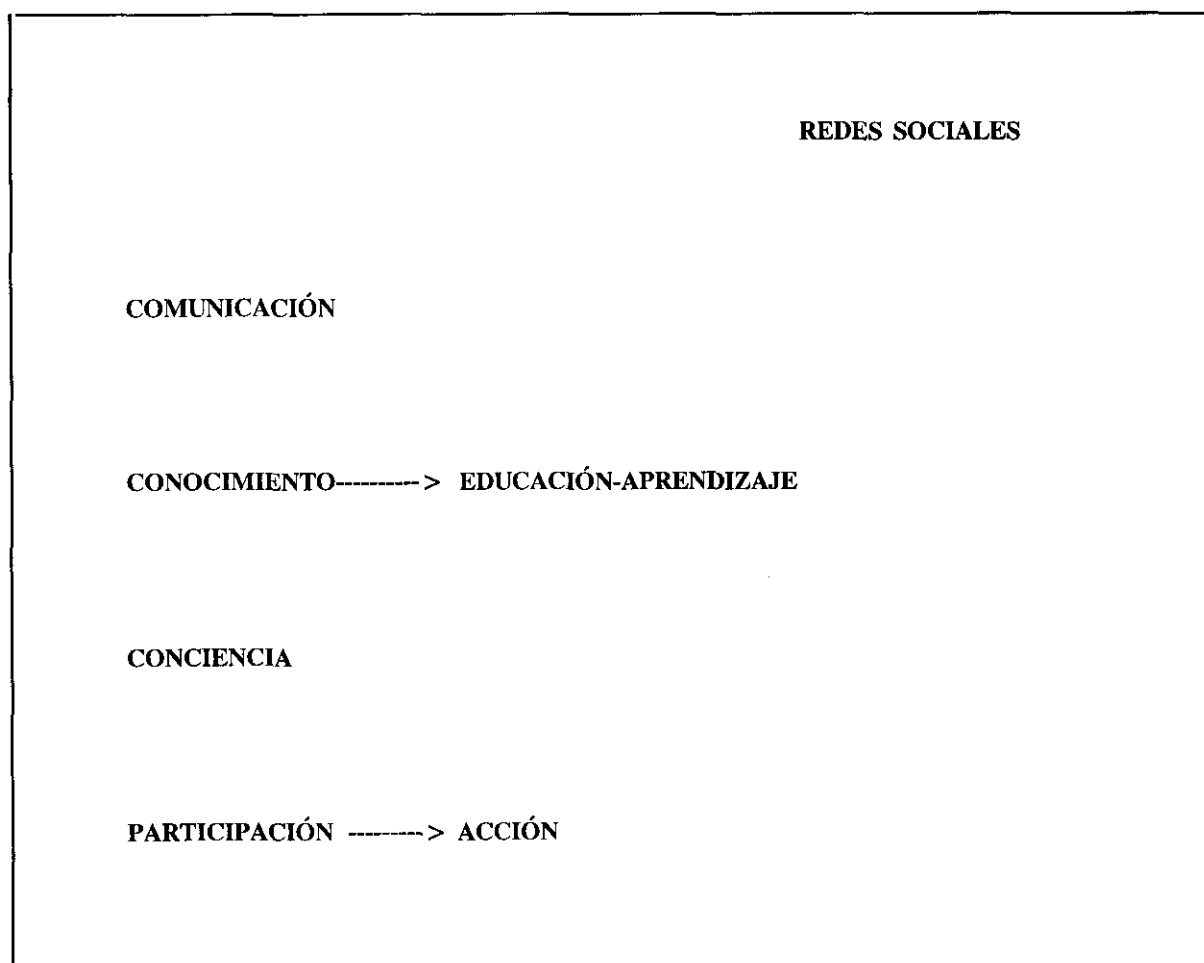 REDES SOCIALES
COMUNICACIÓN
CONOCIMIENTO----------> EDUCACIÓN-APRENDIZAJE
CONCIENCIA
PARTICIPACIÓN ---------> ACCIÓN